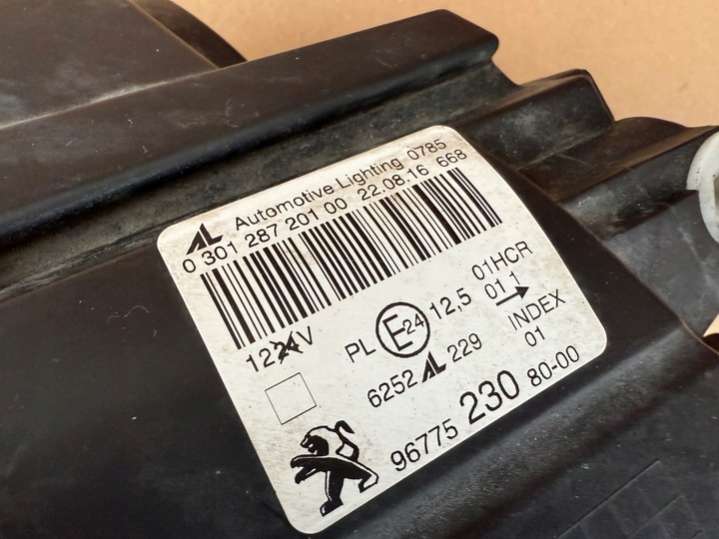 AL Automotive Lighting 0785
0 301 287 201 00 22.08.16 668
12 V
PL E24 12,5 01HCR
01 1
6252 AL 229 INDEX
01
96775 230 80-00